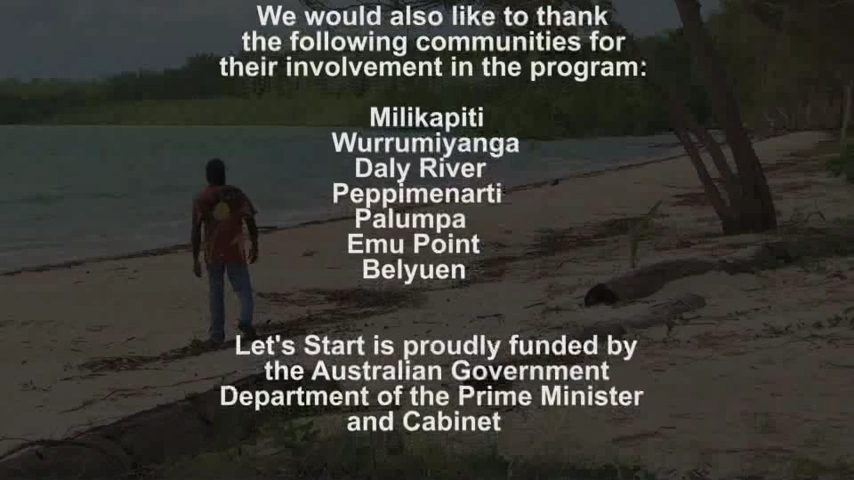 We would also like to thank
the following communities for
their involvement in the program:
Milikapiti
Wurrumiyanga
Daly River
Peppimenarti
Palumpa
Emu Point
Belyuen
Let's Start is proudly funded by
the Australian Government
Department of the Prime Minister
and Cabinet